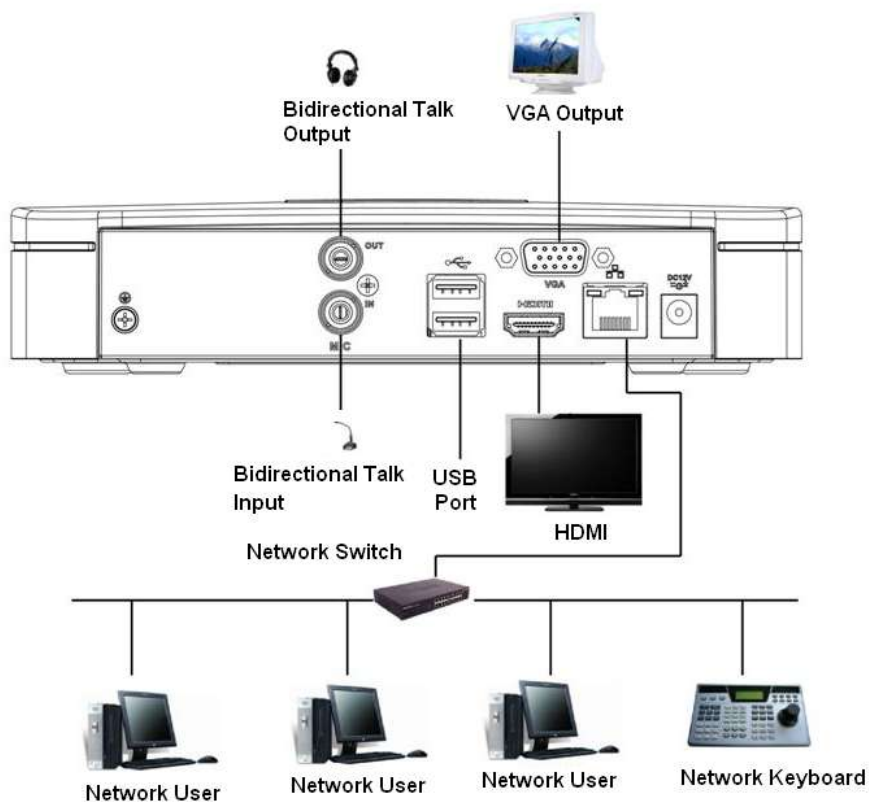 Bidirectional Talk
Output
VGA Output
OUT
IN
MIC
VGA
HDMI
DC12V
Bidirectional Talk
Input
USB
Port
HDMI
Network Switch
Network User
Network User
Network User
Network Keyboard